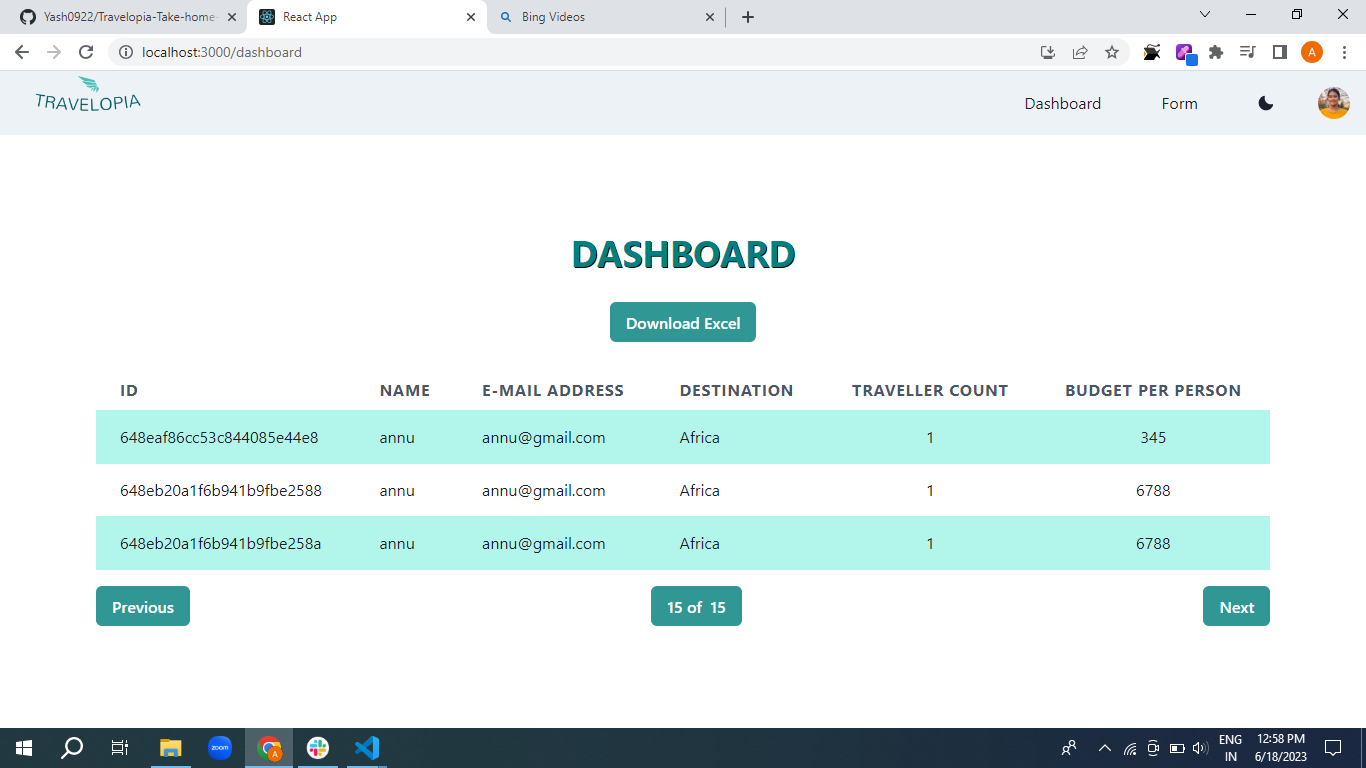 Yash0922/Travelopia-Take-home-
React App
Bing Videos
localhost:3000/dashboard
A
TRAVELOPIA
Dashboard
Form
DASHBOARD
Download Excel
ID NAME E-MAIL ADDRESS DESTINATION TRAVELLER COUNT BUDGET PER PERSON
648eaf86cc53c844085e44e8 annu annu@gmail.com Africa 1 345
648eb20a1f6b941b9fbe2588 annu annu@gmail.com Africa 1 6788
648eb20a1f6b941b9fbe258a annu annu@gmail.com Africa 1 6788
Previous
15 of 15
Next
zoom
A
ENG
IN
12:58 PM
6/18/2023